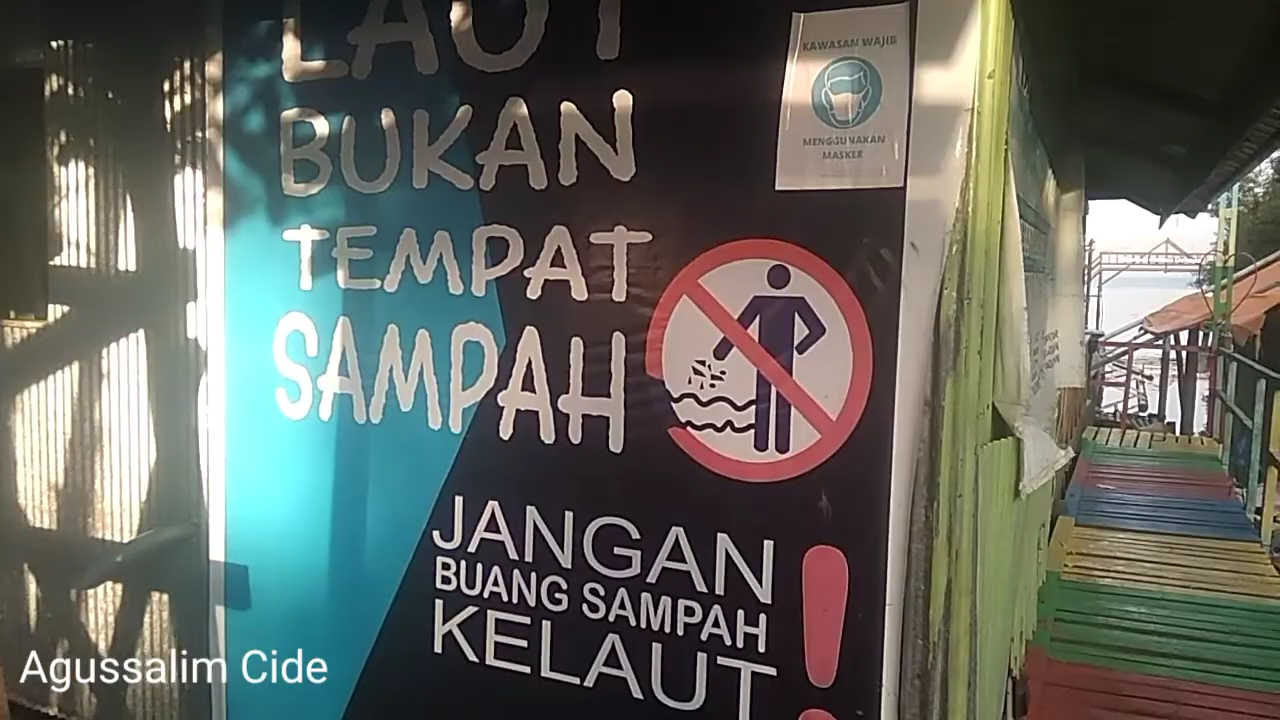 LAUT
BUKAN
TEMPAT
SAMPAH
KAWASAN WAJIB
MENGGUNAKAN
MASKER
JANGAN
BUANG SAMPAH
KELAUT
!
Agussalim Cide